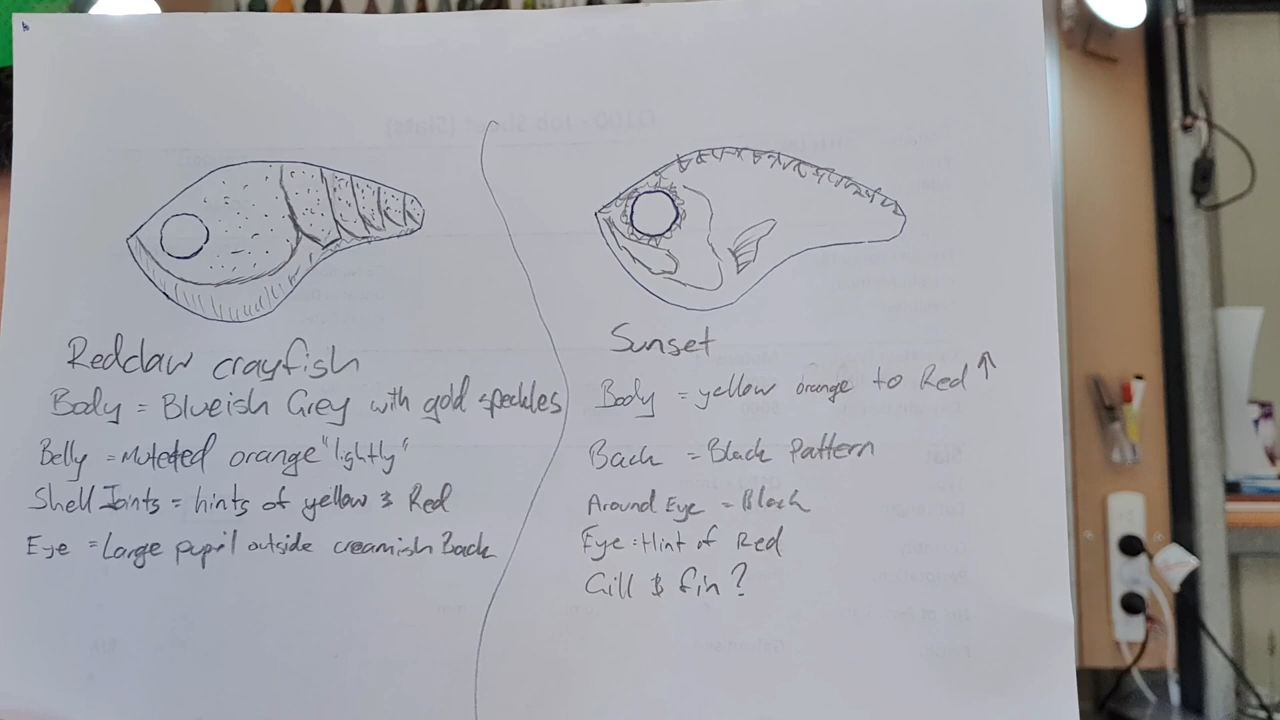 Redclaw crayfish
Body = Blueish Grey with gold speckles
Belly = Muteted orange "lightly"
Shell Joints = hints of yellow & Red
Eye = Large pupil outside creamish Back
Sunset
Body = yellow orange to Red ↑
Back = Black Pattern
Around Eye = Black
Eye = Hint of Red
Gill & fin?